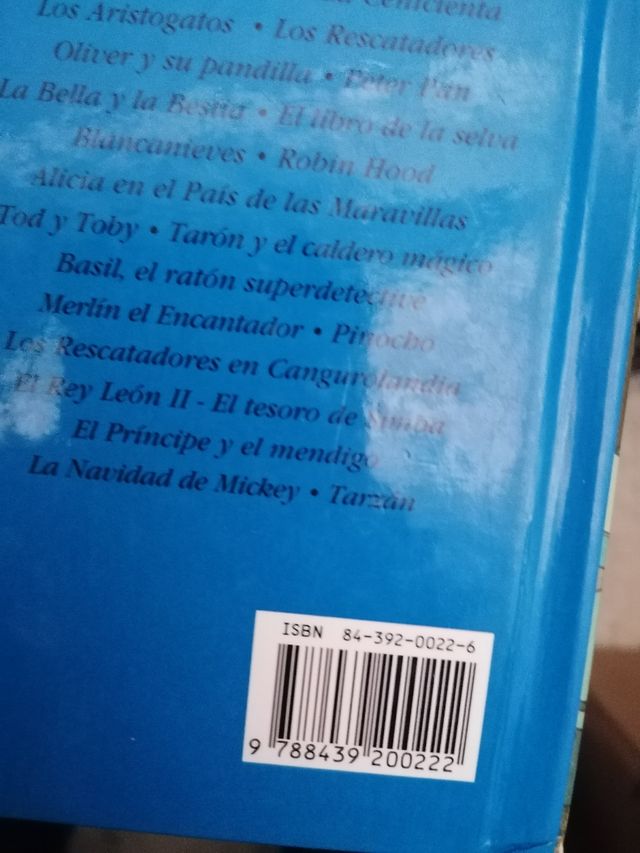 La Cenicienta
Los Aristogatos • Los Rescatadores
Oliver y su pandilla • Peter Pan
La Bella y la Bestia • El libro de la selva
Blancanieves • Robin Hood
Alicia en el País de las Maravillas
Tod y Toby • Tarón y el caldero mágico
Basil, el ratón superdetective
Merlín el Encantador • Pinocho
Los Rescatadores en Cangurolandia
El Rey León II - El tesoro de Simba
El Príncipe y el mendigo
La Navidad de Mickey • Tarzán
ISBN 84-392-0022-6
9 788439 200222